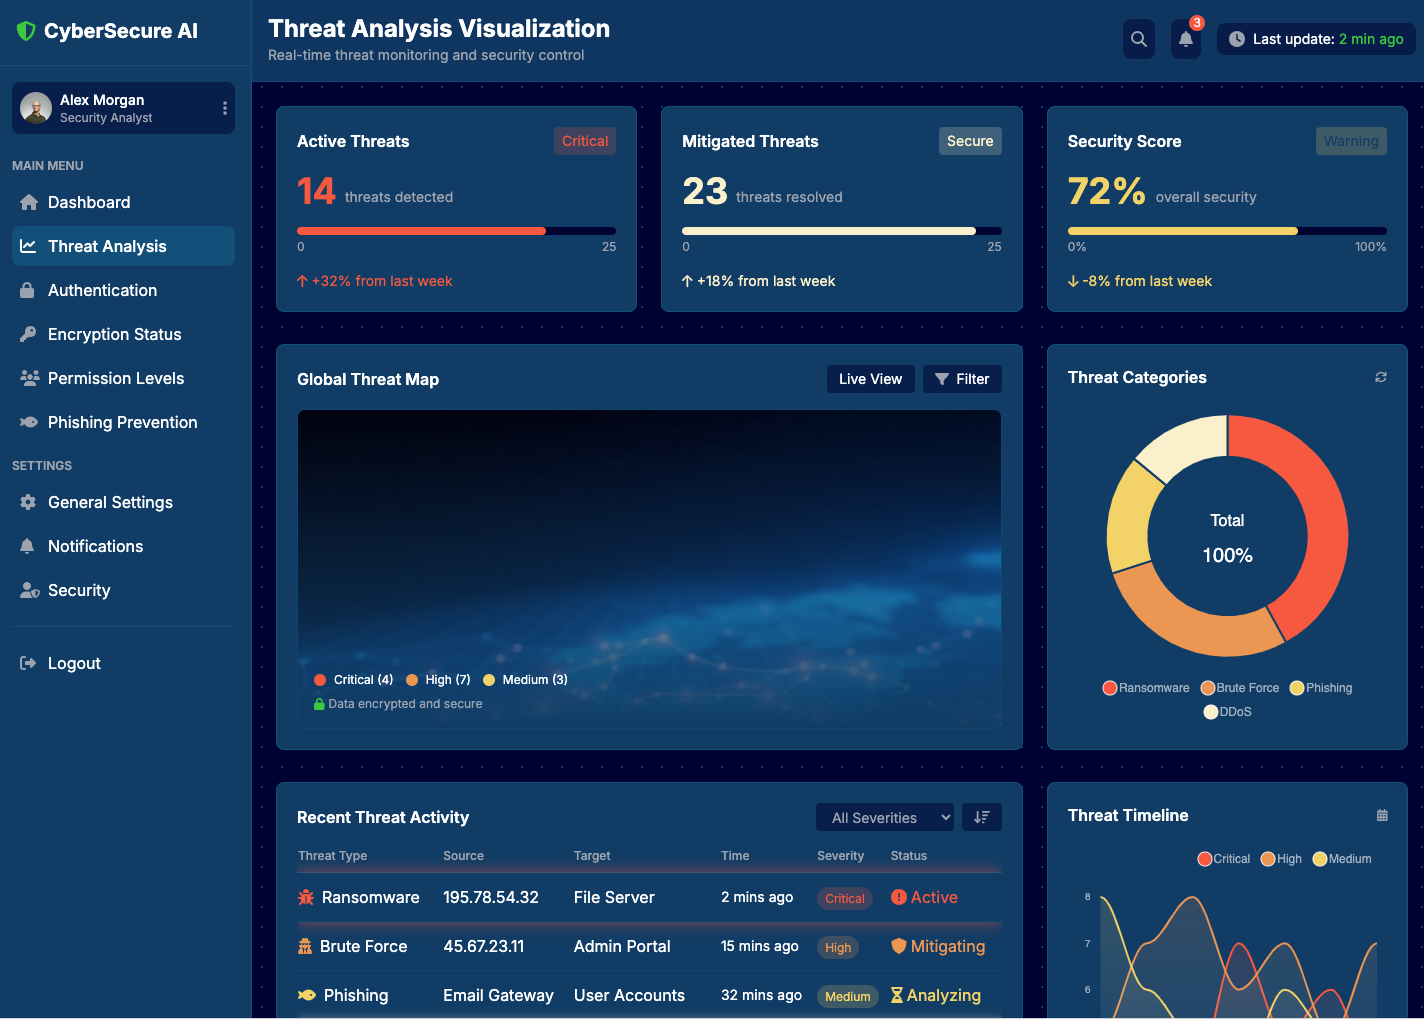 CyberSecure AI
Alex Morgan
Security Analyst
MAIN MENU
Dashboard
Threat Analysis
Authentication
Encryption Status
Permission Levels
Phishing Prevention
SETTINGS
General Settings
Notifications
Security
Logout
Threat Analysis Visualization
Real-time threat monitoring and security control
3
Last update: 2 min ago
Active Threats
Critical
14 threats detected
0 25
+32% from last week
Mitigated Threats
Secure
23 threats resolved
0 25
+18% from last week
Security Score
Warning
72% overall security
0% 100%
-8% from last week
Global Threat Map
Live View
Filter
Critical (4) High (7) Medium (3)
Data encrypted and secure
Threat Categories
Total
100%
Ransomware Brute Force Phishing
DDoS
Recent Threat Activity
All Severities
Threat Type Source Target Time Severity Status
Ransomware 195.78.54.32 File Server 2 mins ago Critical Active
Brute Force 45.67.23.11 Admin Portal 15 mins ago High Mitigating
Phishing Email Gateway User Accounts 32 mins ago Medium Analyzing
Threat Timeline
Critical High Medium
8
7
6